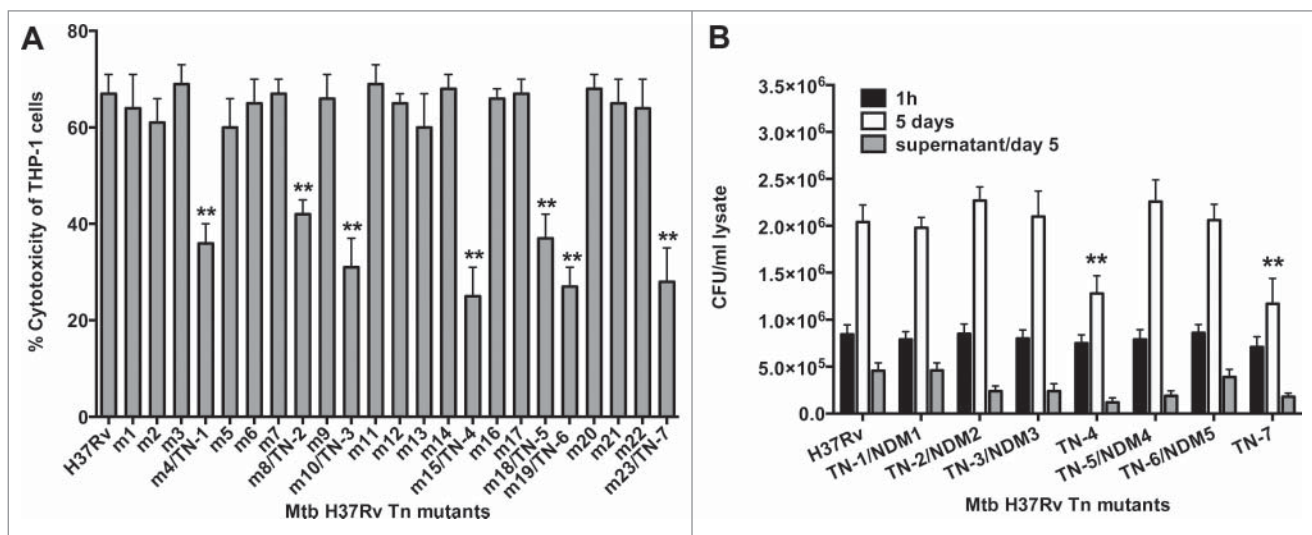 A
% Cytotoxicity of THP-1 cells
80
60
40
20
0
**
**
**
**
**
**
**
H37Rv
m1
m2
m3
m4/TN-1
m5
m6
m7
m8/TN-2
m9
m10/TN-3
m11
m12
m13
m14
m15/TN-4
m16
m17
m18/TN-5
m19/TN-6
m20
m21
m22
m23/TN-7
Mtb H37Rv Tn mutants
B
CFU/ml lysate
3.5×10⁶
3.0×10⁶
2.5×10⁶
2.0×10⁶
1.5×10⁶
1.0×10⁶
5.0×10⁵
0.0
1h
5 days
supernatant/day 5
**
**
H37Rv
TN-1/NDM1
TN-2/NDM2
TN-3/NDM3
TN-4
TN-5/NDM4
TN-6/NDM5
TN-7
Mtb H37Rv Tn mutants